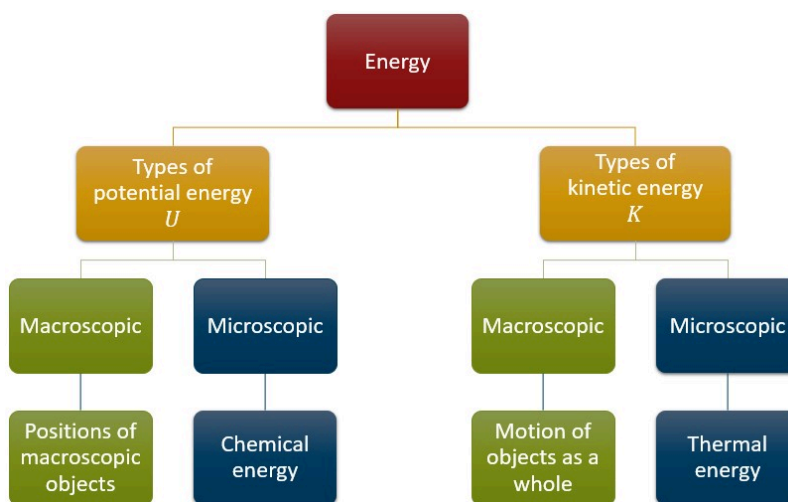 Energy
Types of
potential energy
U
Types of
kinetic energy
K
Macroscopic
Microscopic
Macroscopic
Microscopic
Positions of
macroscopic
objects
Chemical
energy
Motion of
objects as a
whole
Thermal
energy